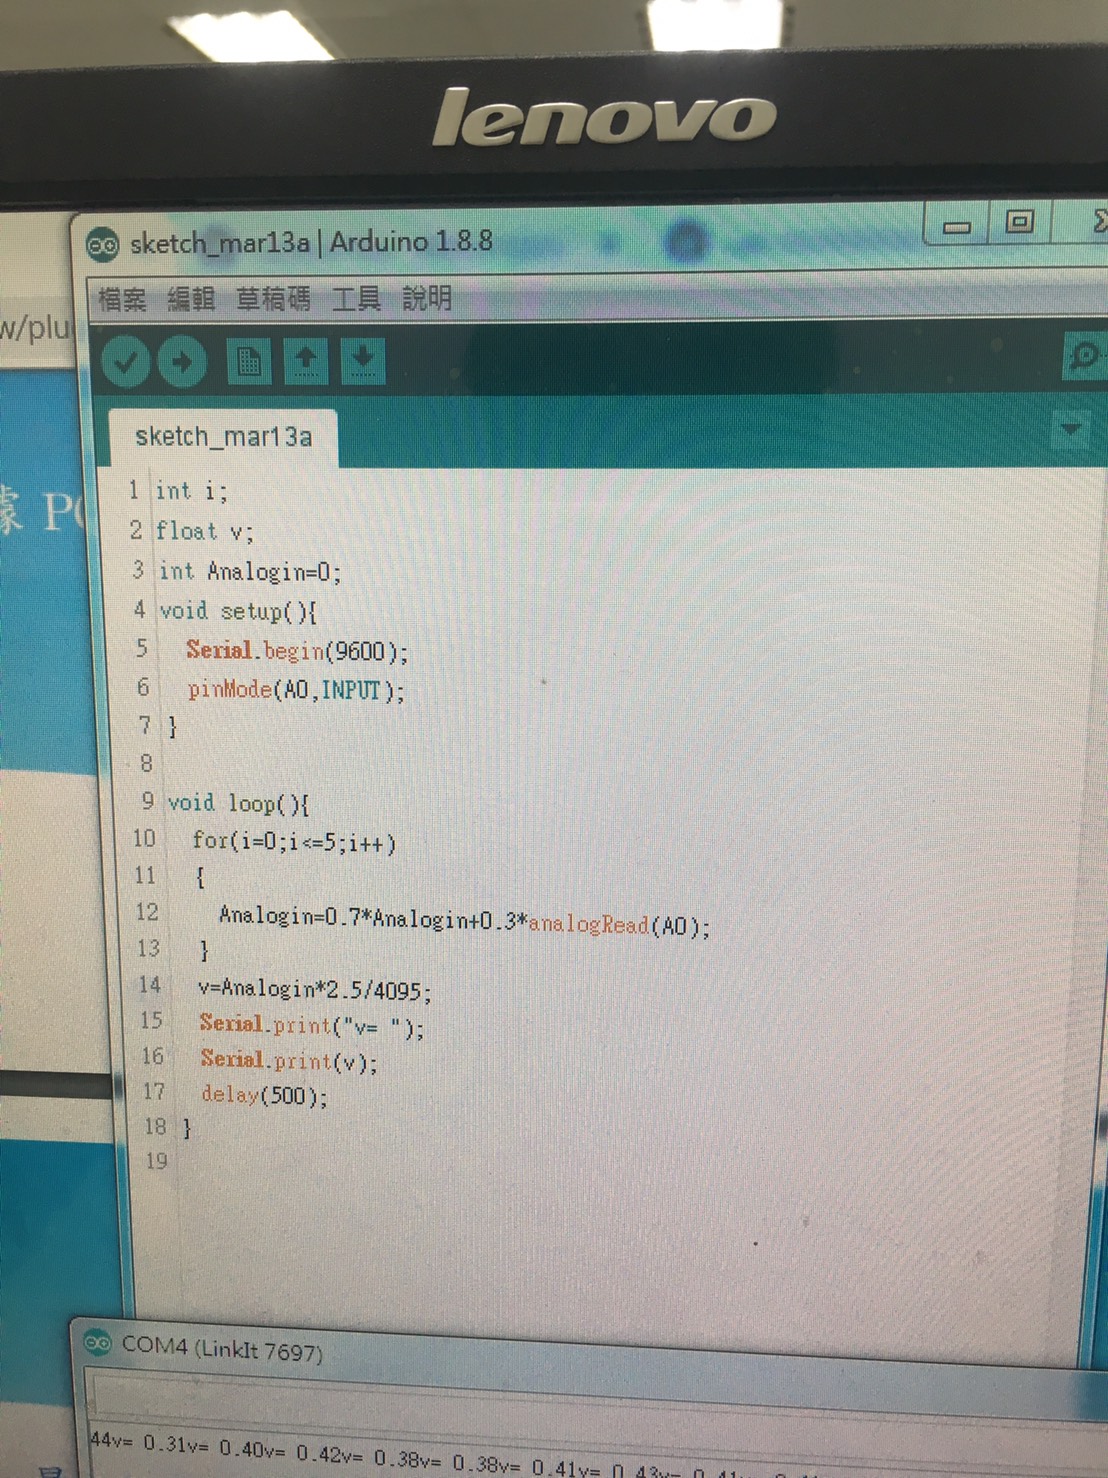 lenovo
sketch_mar13a | Arduino 1.8.8
檔案 編輯 草稿碼 工具 說明
w/plu
sketch_mar13a
據 P
1 int i;
2 float v;
3 int Analogin=0;
4 void setup(){
5 Serial.begin(9600);
6 pinMode(A0,INPUT);
7 }
8
9 void loop(){
10 for(i=0;i<=5;i++)
11 {
12 Analogin=0.7*Analogin+0.3*analogRead(A0);
13 }
14 v=Analogin*2.5/4095;
15 Serial.print("v= ");
16 Serial.print(v);
17 delay(500);
18 }
19
COM4 (LinkIt 7697)
44v= 0.31v= 0.40v= 0.42v= 0.38v= 0.38v= 0.41v= 0.43v=